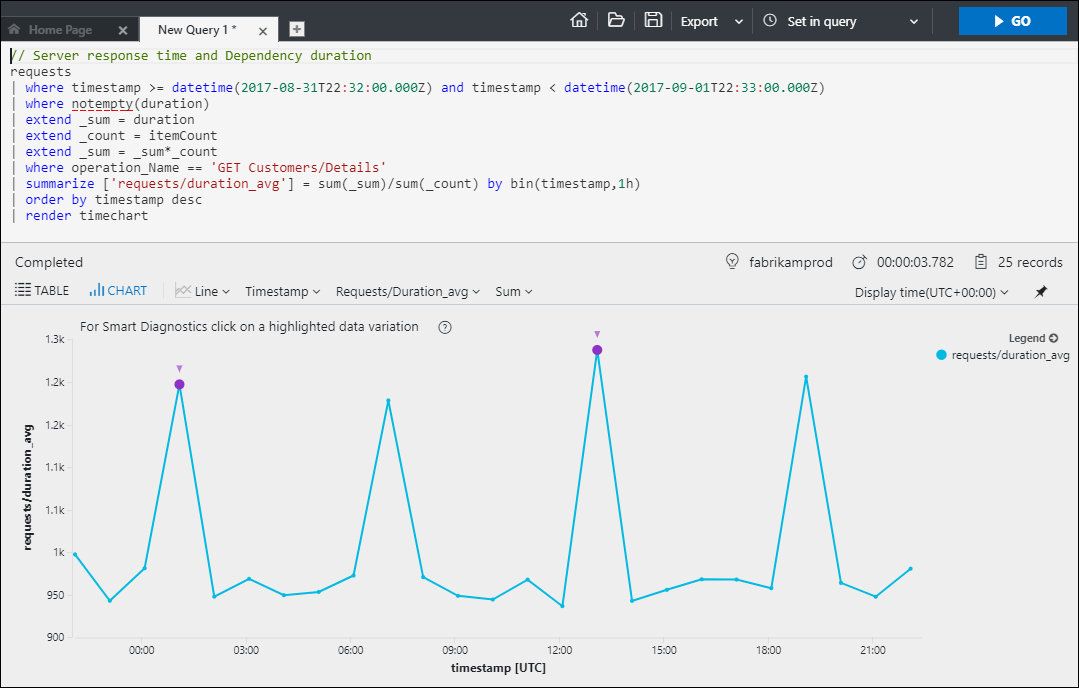 Home Page
New Query 1 *
Export
Set in query
GO
// Server response time and Dependency duration
requests
| where timestamp >= datetime(2017-08-31T22:32:00.000Z) and timestamp < datetime(2017-09-01T22:33:00.000Z)
| where notempty(duration)
| extend _sum = duration
| extend _count = itemCount
| extend _sum = _sum*_count
| where operation_Name == 'GET Customers/Details'
| summarize ['requests/duration_avg'] = sum(_sum)/sum(_count) by bin(timestamp,1h)
| order by timestamp desc
| render timechart
Completed
fabrikamprod
00:00:03.782
25 records
TABLE
CHART
Line
Timestamp
Requests/Duration_avg
Sum
Display time(UTC+00:00)
For Smart Diagnostics click on a highlighted data variation ?
Legend
requests/duration_avg
1.3k
1.2k
1.2k
1.1k
1.1k
1k
950
900
requests/duration_avg
00:00
03:00
06:00
09:00
12:00
15:00
18:00
21:00
timestamp [UTC]